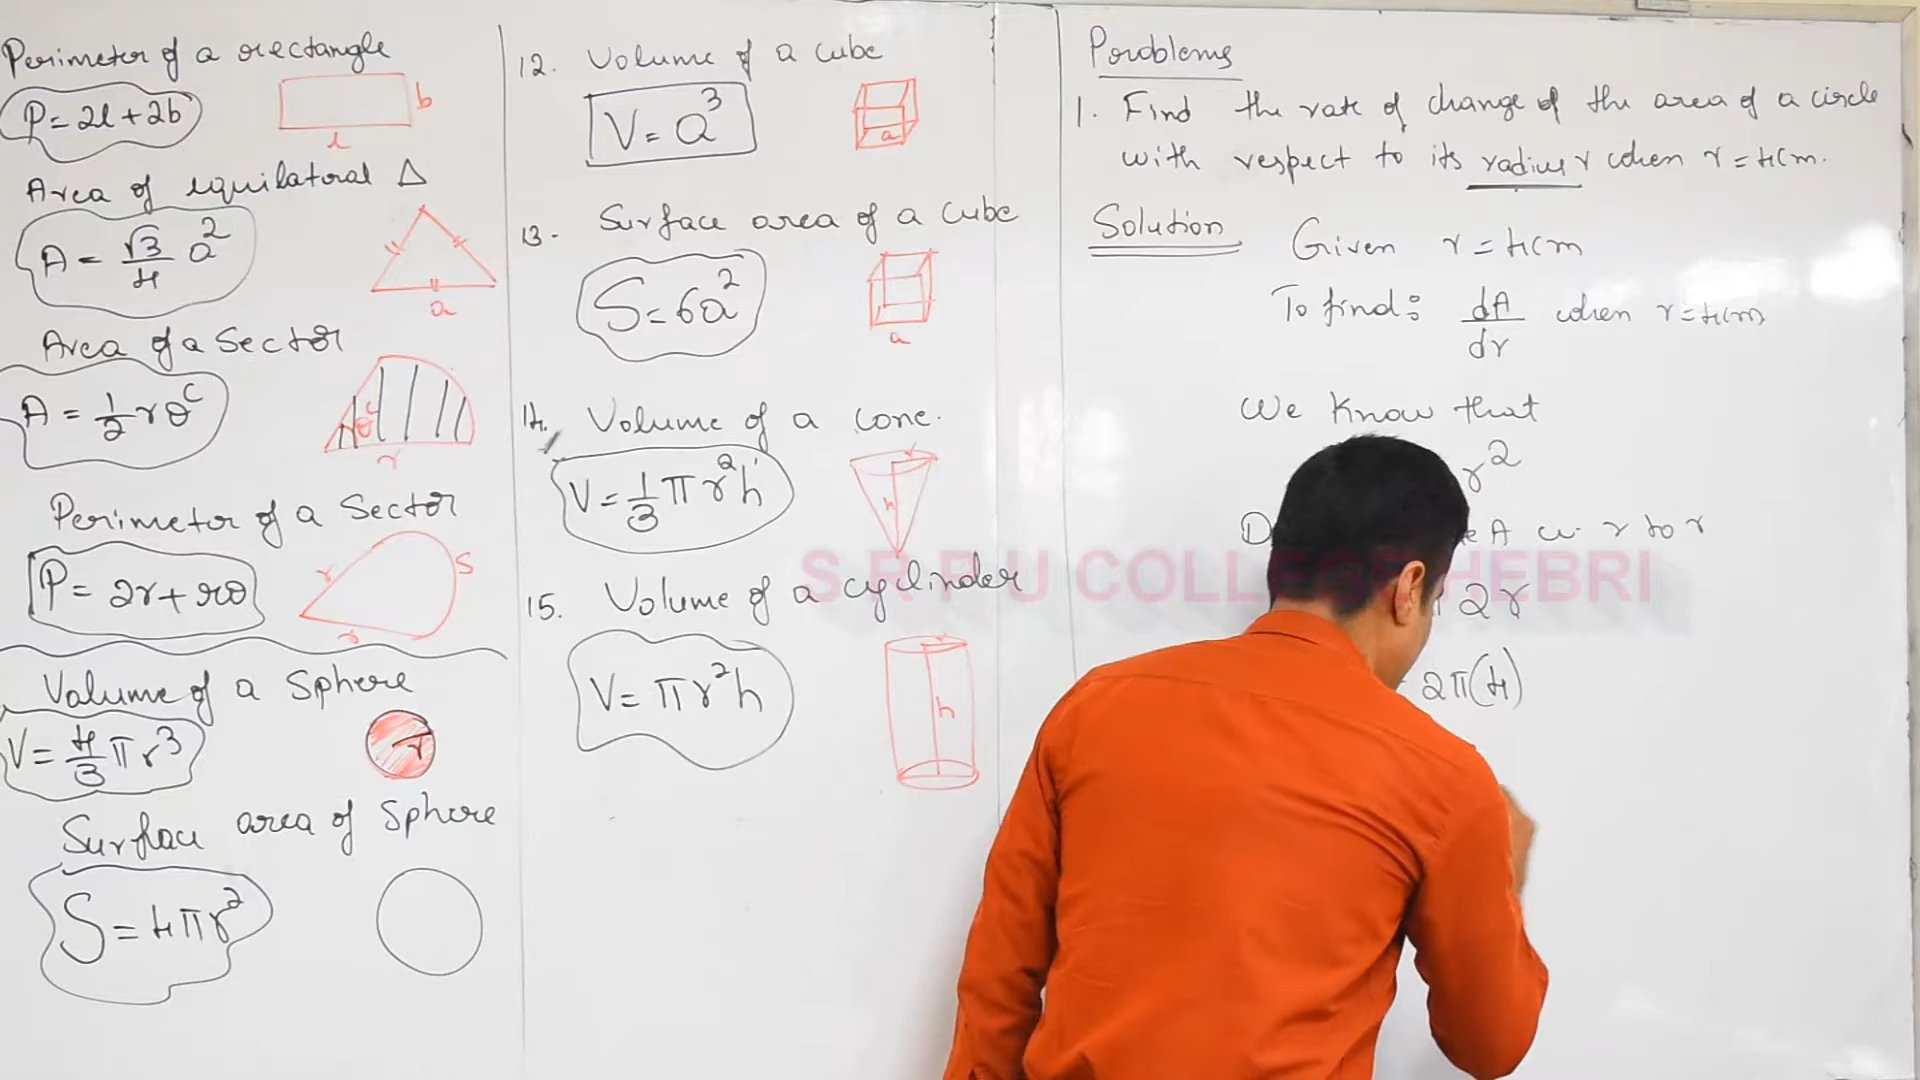 Perimeter of a rectangle
P = 2l + 2b
b
l
Area of equilateral Δ
A = √3/4 a²
a
Area of a Sector
A = 1/2 r θᶜ
θᶜ
r
Perimeter of a Sector
P = 2r + rθ
r
S
r
Volume of a Sphere
V = 4/3 π r³
r
Surface area of Sphere
S = 4πr²
12. Volume of a cube
V = a³
a
13. Surface area of a cube
S = 6a²
a
14. Volume of a cone.
V = 1/3 π r² h
r
h
15. Volume of a cyclinder
V = πr²h
r
h
Problems
1. Find the rate of change of the area of a circle
with respect to its radius r when r = 4cm.
Solution
Given r = 4cm
To find: dA/dr when r = 4cm
We know that
r²
A w. r to r
2r
2π(4)
S.R P.U COLLEGE HEBRI